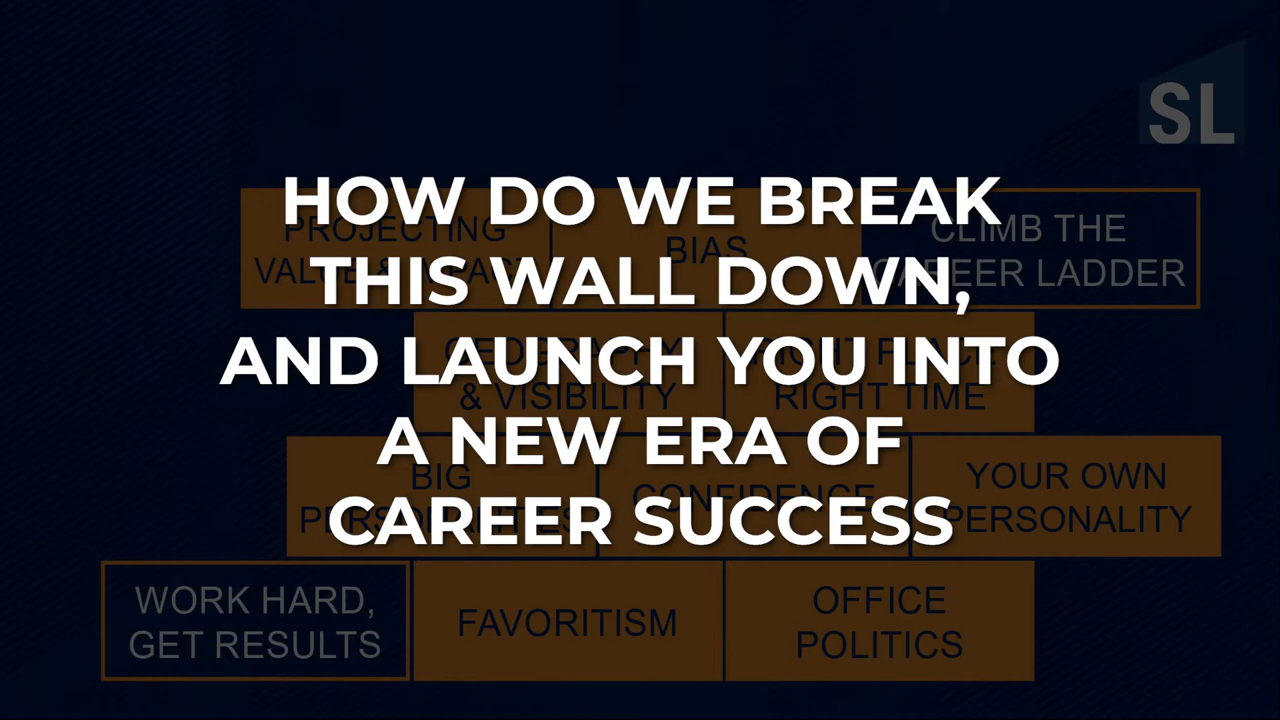 SL
HOW DO WE BREAK
THIS WALL DOWN,
AND LAUNCH YOU INTO
A NEW ERA OF
CAREER SUCCESS
PROJECTING
BIAS
CLIMB THE
CAREER LADDER
& VISIBILITY
RIGHT TIME
BIG
CONFIDENCE
YOUR OWN
PERSONALITY
WORK HARD,
GET RESULTS
FAVORITISM
OFFICE
POLITICS